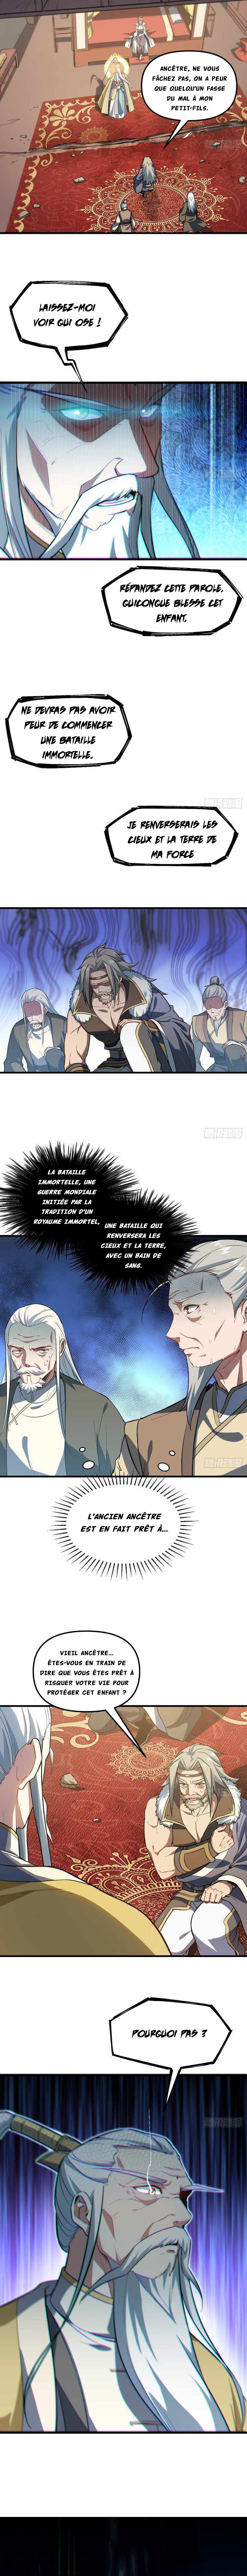 ANCÊTRE, NE VOUS
FÂCHEZ PAS, ON A PEUR
QUE QUELQU'UN FASSE
DU MAL À MON
PETIT-FILS.
LAISSEZ-MOI
VOIR QUI OSE !
RÉPANDEZ CETTE PAROLE,
QUICONQUE BLESSE CET
ENFANT,
NE DEVRAS PAS AVOIR
PEUR DE COMMENCER
UNE BATAILLE
IMMORTELLE.
JE RENVERSERAIS LES
CIEUX ET LA TERRE DE
MA FORCE
LA BATAILLE
IMMORTELLE, UNE
GUERRE MONDIALE
INITIÉE PAR LA
TRADITION D'UN
ROYAUME IMMORTEL,
UNE BATAILLE QUI
RENVERSERA LES
CIEUX ET LA TERRE,
AVEC UN BAIN DE
SANG.
L'ANCIEN ANCÊTRE
EST EN FAIT PRÊT À...
VIEIL ANCÊTRE...
ÊTES-VOUS EN TRAIN DE
DIRE QUE VOUS ÊTES PRÊT À
RISQUER VOTRE VIE POUR
PROTÉGER CET ENFANT ?
POURQUOI PAS ?